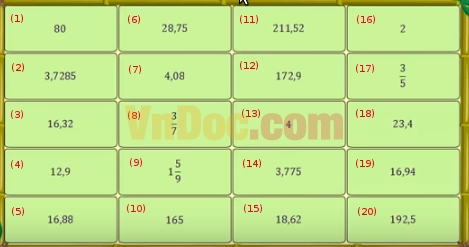 (1) 80 (6) 28,75 (11) 211,52 (16) 2
(2) 3,7285 (7) 4,08 (12) 172,9 (17) 3/5
(3) 16,32 (8) 3/7 (13) 4 (18) 23,4
(4) 12,9 (9) 1 5/9 (14) 3,775 (19) 16,94
(5) 16,88 (10) 165 (15) 18,62 (20) 192,5
VnDoc.com